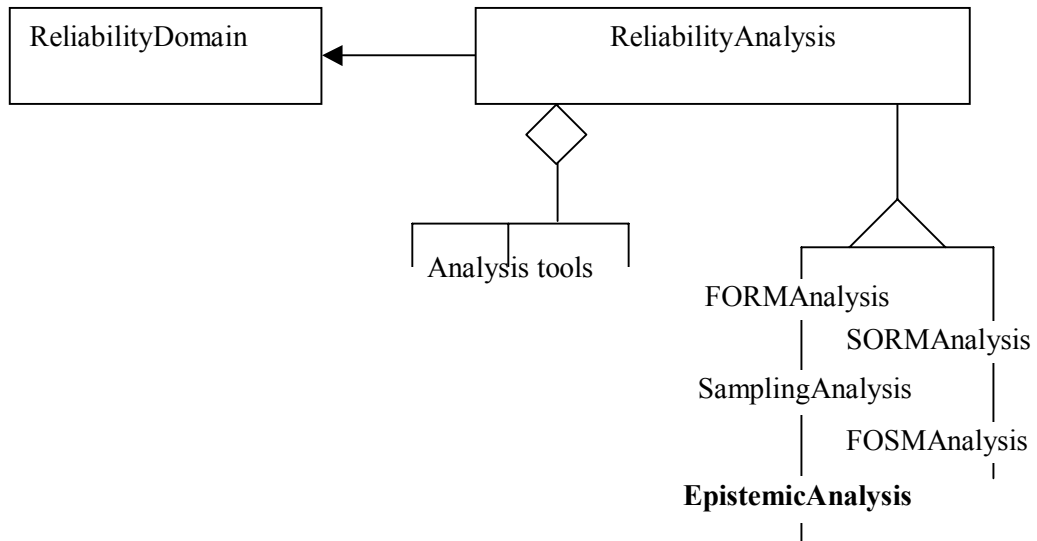 ReliabilityDomain
ReliabilityAnalysis
Analysis tools
FORMAnalysis
SORMAnalysis
SamplingAnalysis
FOSMAnalysis
EpistemicAnalysis